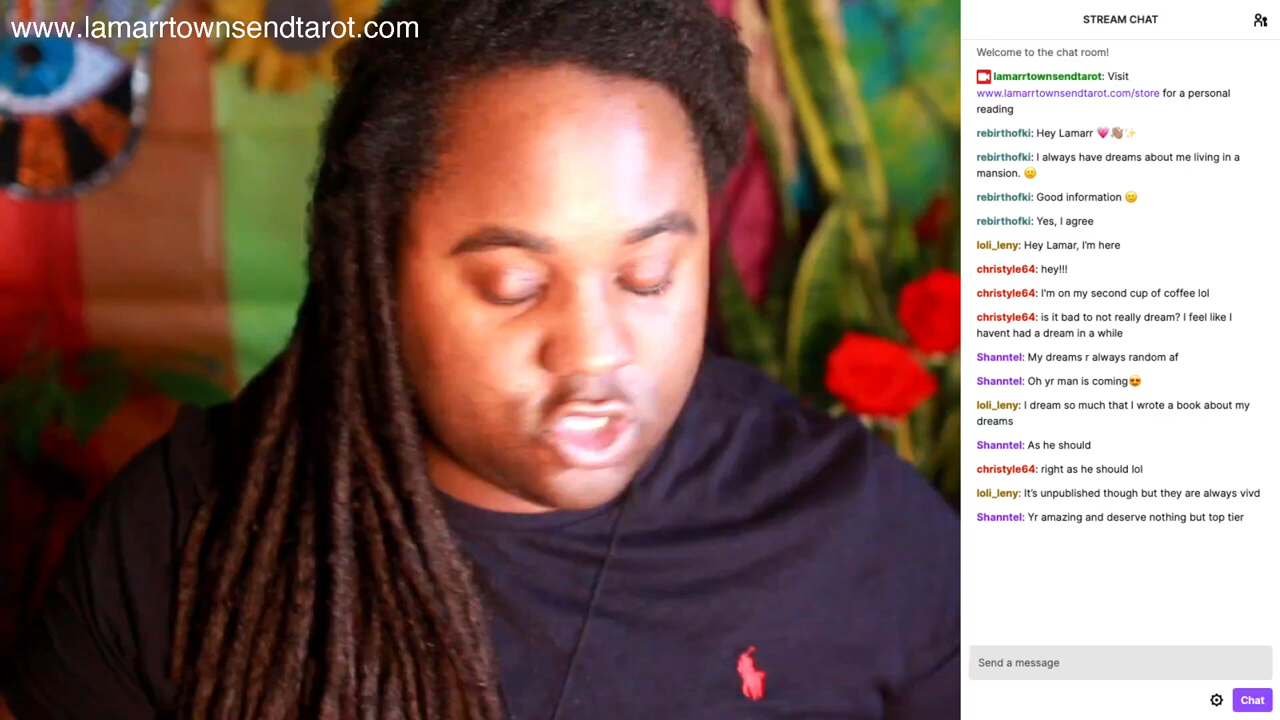 www.lamarrtownsendtarot.com
STREAM CHAT
Welcome to the chat room!
lamarrtownsendtarot: Visit
www.lamarrtownsendtarot.com/store for a personal
reading
rebirthofki: Hey Lamarr 💗👋🏽✨
rebirthofki: I always have dreams about me living in a
mansion. 🙂
rebirthofki: Good information 🙂
rebirthofki: Yes, I agree
loli_leny: Hey Lamar, I'm here
christyle64: hey!!!
christyle64: I'm on my second cup of coffee lol
christyle64: is it bad to not really dream? I feel like I
havent had a dream in a while
Shanntel: My dreams r always random af
Shanntel: Oh yr man is coming😍
loli_leny: I dream so much that I wrote a book about my
dreams
Shanntel: As he should
christyle64: right as he should lol
loli_leny: It's unpublished though but they are always vivd
Shanntel: Yr amazing and deserve nothing but top tier
Send a message
Chat